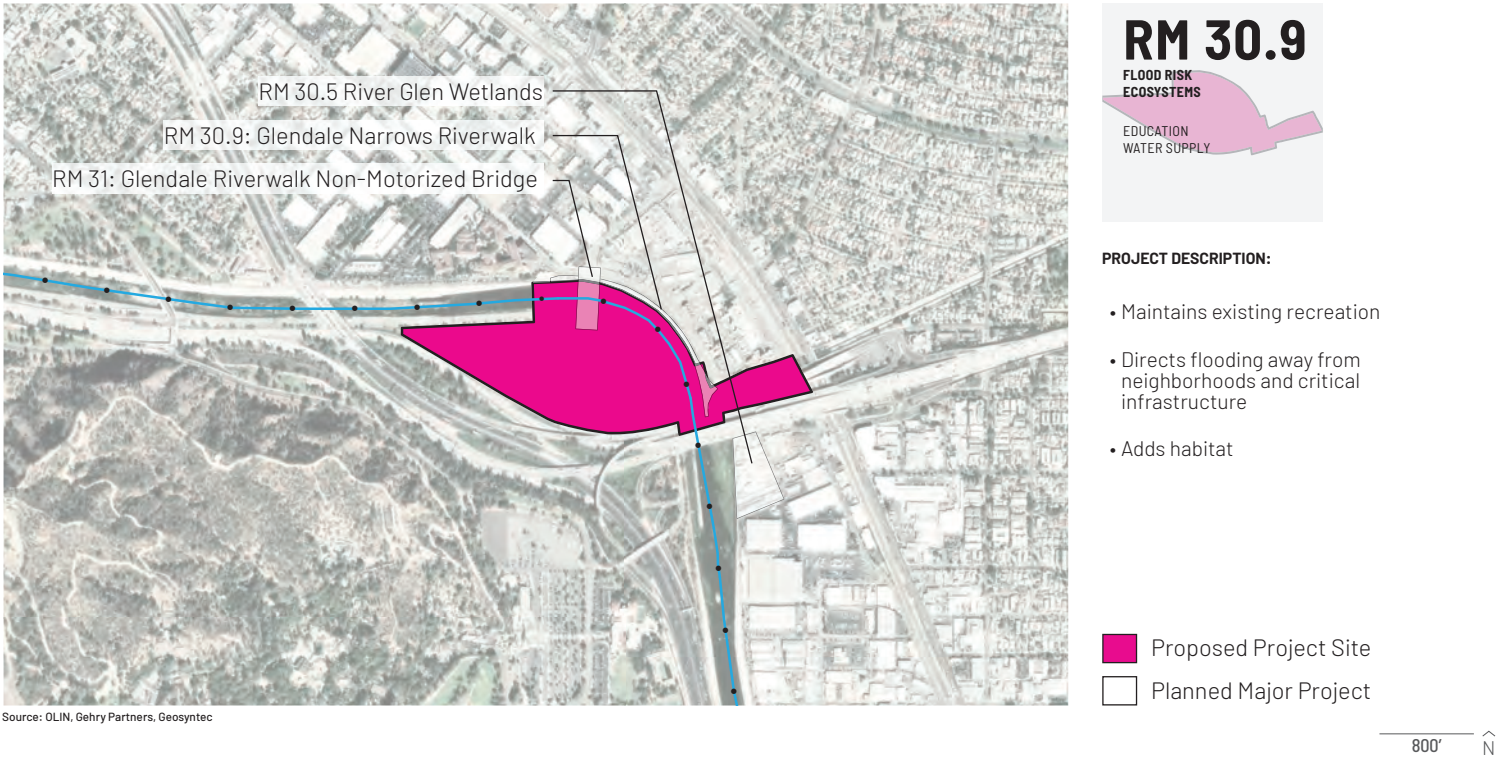 RM 30.5 River Glen Wetlands
RM 30.9: Glendale Narrows Riverwalk
RM 31: Glendale Riverwalk Non-Motorized Bridge
Source: OLIN, Gehry Partners, Geosyntec
RM 30.9
FLOOD RISK
ECOSYSTEMS
EDUCATION
WATER SUPPLY
PROJECT DESCRIPTION:
• Maintains existing recreation
• Directs flooding away from
neighborhoods and critical
infrastructure
• Adds habitat
Proposed Project Site
Planned Major Project
800'
N